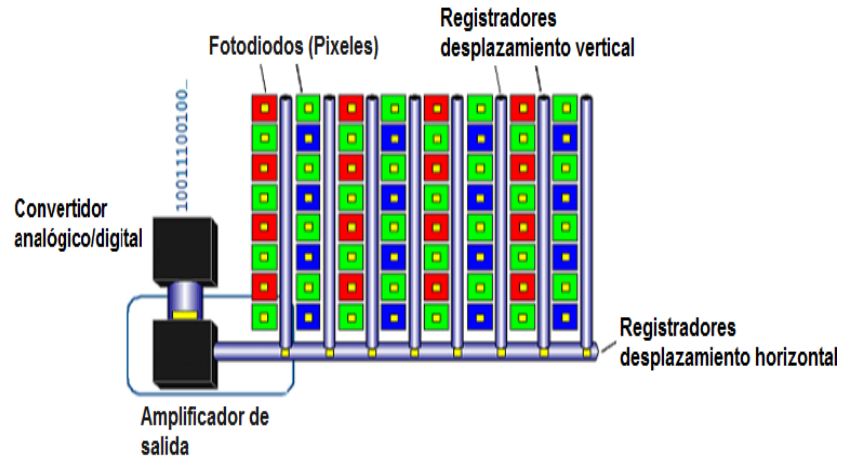 Registradores
desplazamiento vertical
Fotodiodos (Pixeles)
10011100100...
Convertidor
analógico/digital
Registradores
desplazamiento horizontal
Amplificador de
salida